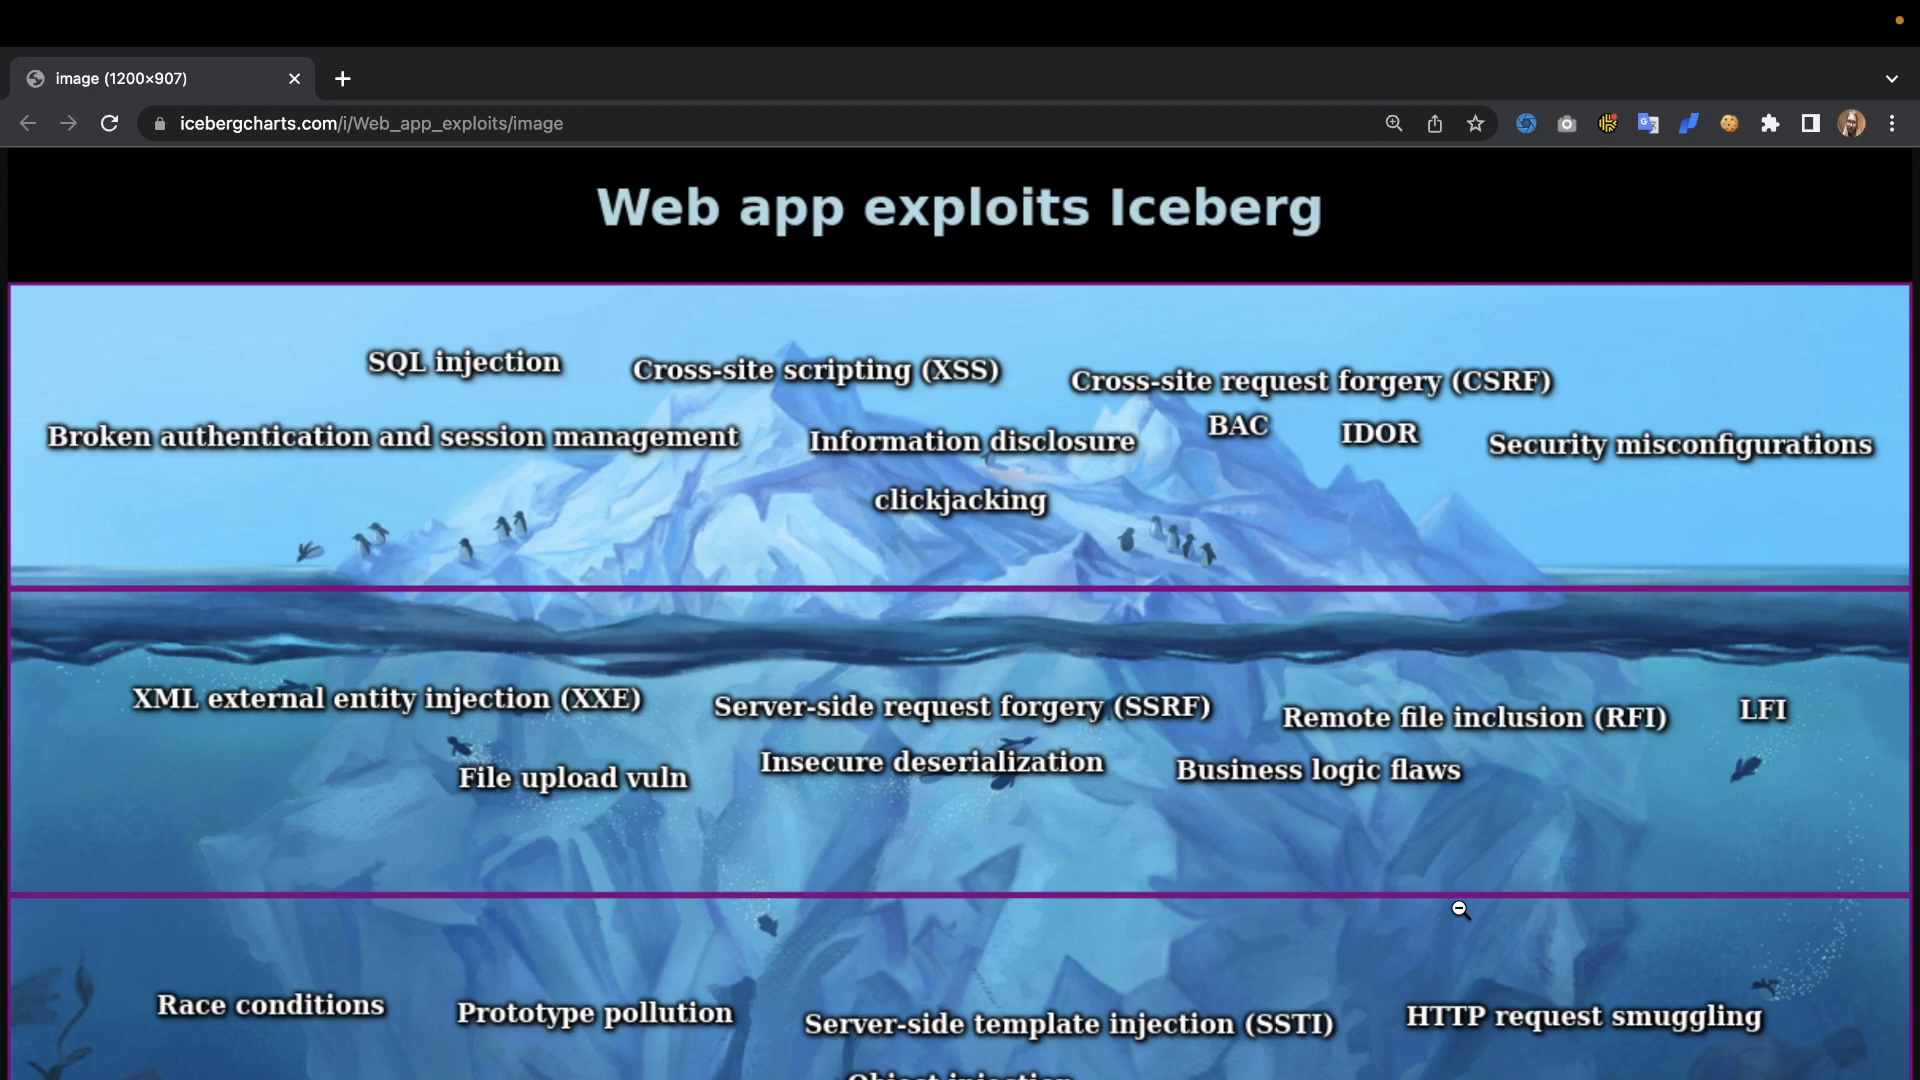 image (1200×907)
icebergcharts.com/i/Web_app_exploits/image
Web app exploits Iceberg
SQL injection
Cross-site scripting (XSS)
Cross-site request forgery (CSRF)
Broken authentication and session management
Information disclosure
BAC
IDOR
Security misconfigurations
clickjacking
XML external entity injection (XXE)
Server-side request forgery (SSRF)
Remote file inclusion (RFI)
LFI
File upload vuln
Insecure deserialization
Business logic flaws
Race conditions
Prototype pollution
Server-side template injection (SSTI)
HTTP request smuggling
Object injection